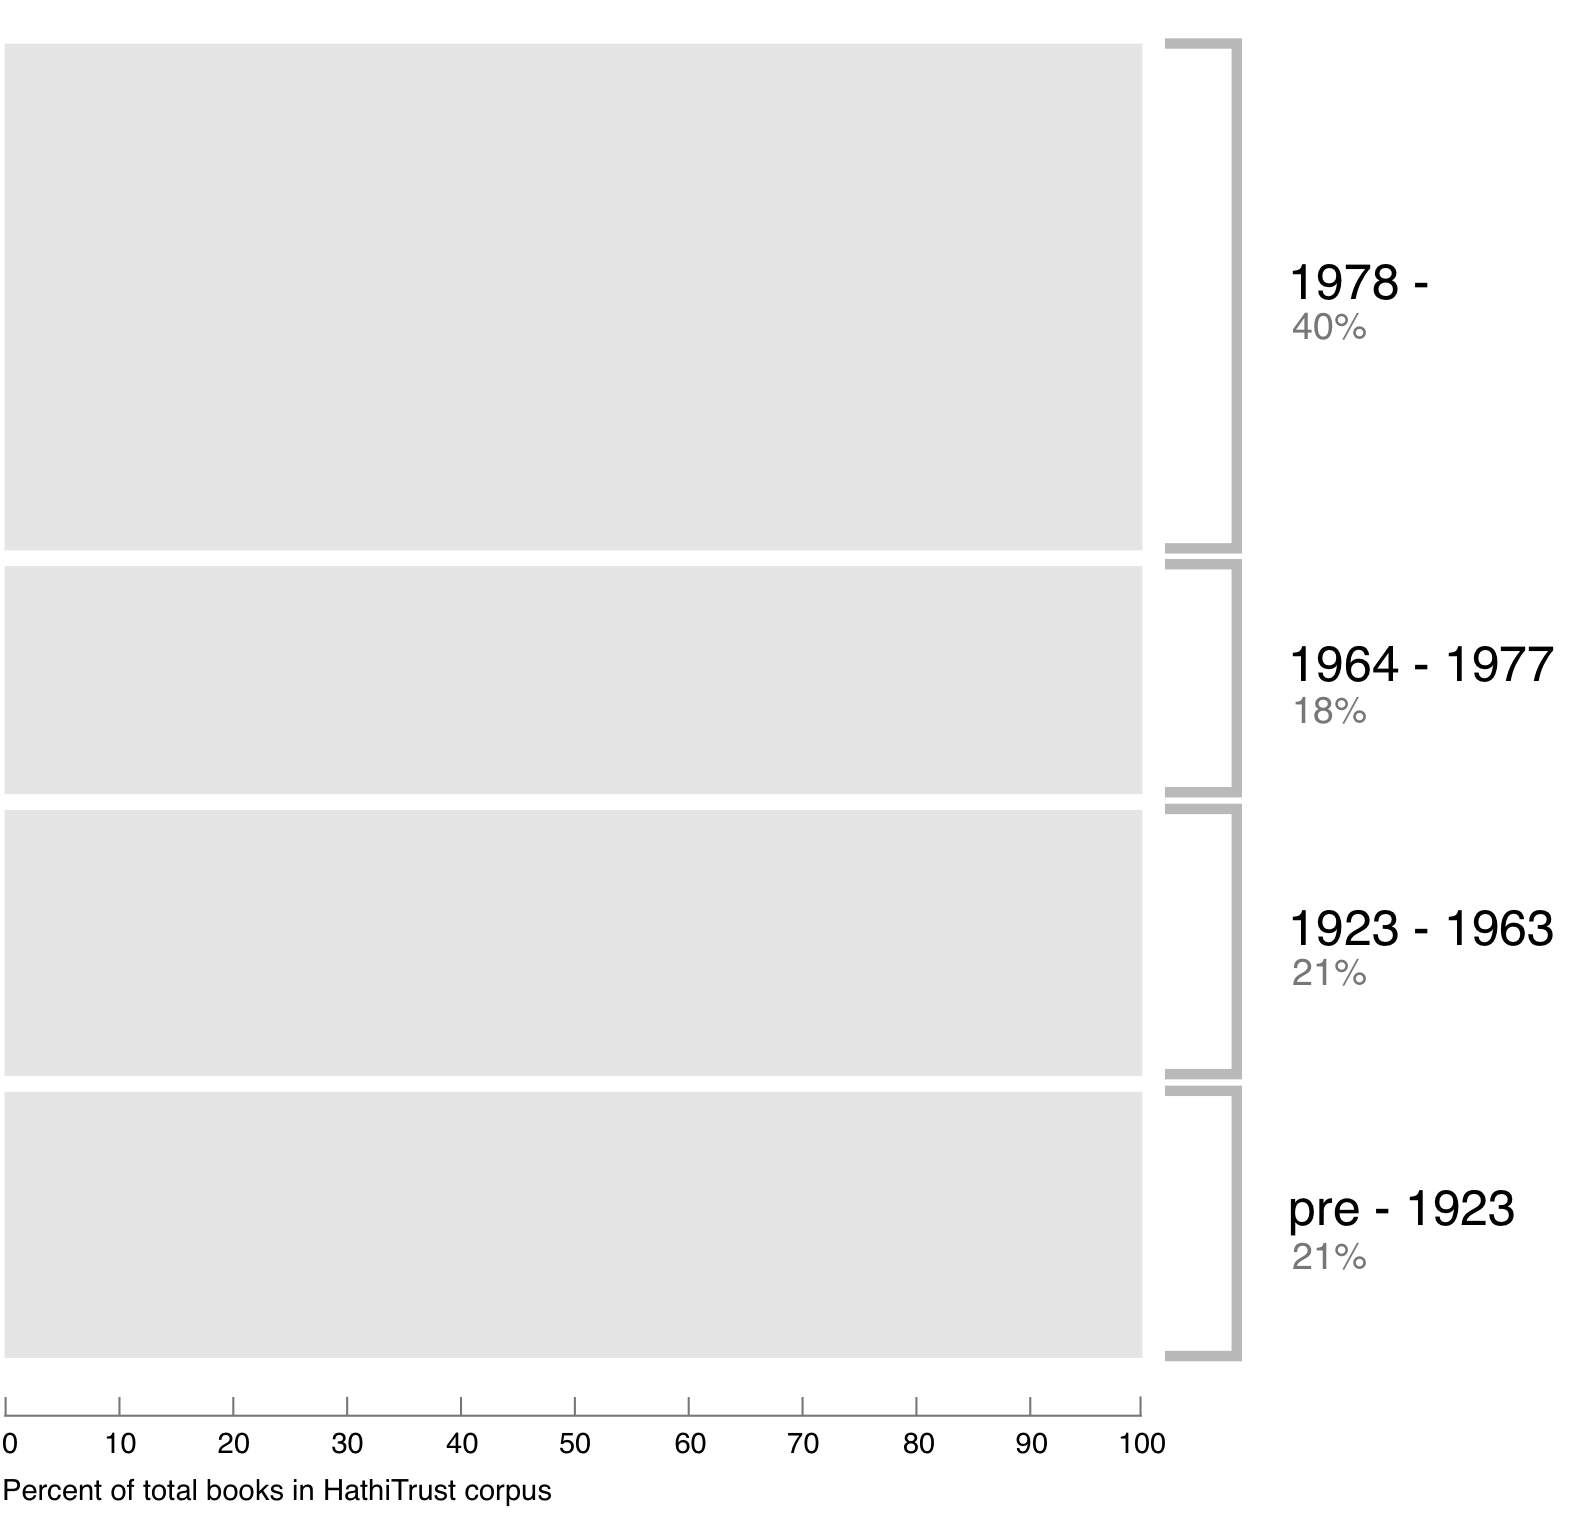 1978 -
40%
1964 - 1977
18%
1923 - 1963
21%
pre - 1923
21%
0 10 20 30 40 50 60 70 80 90 100
Percent of total books in HathiTrust corpus